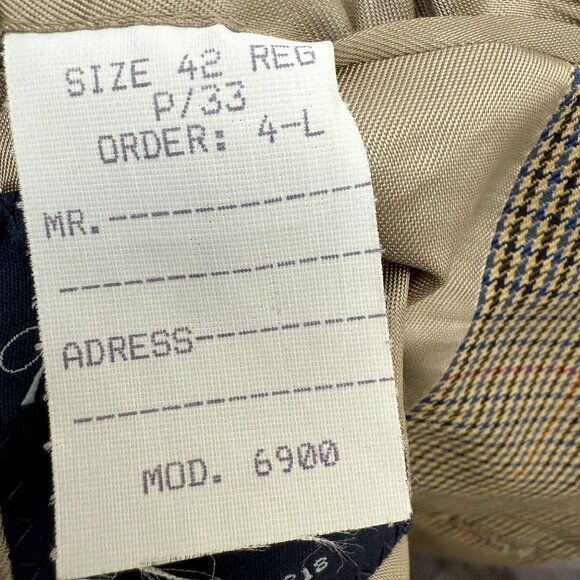 SIZE 42 REG
P/33
ORDER: 4-L
MR.
ADRESS
MOD. 6900